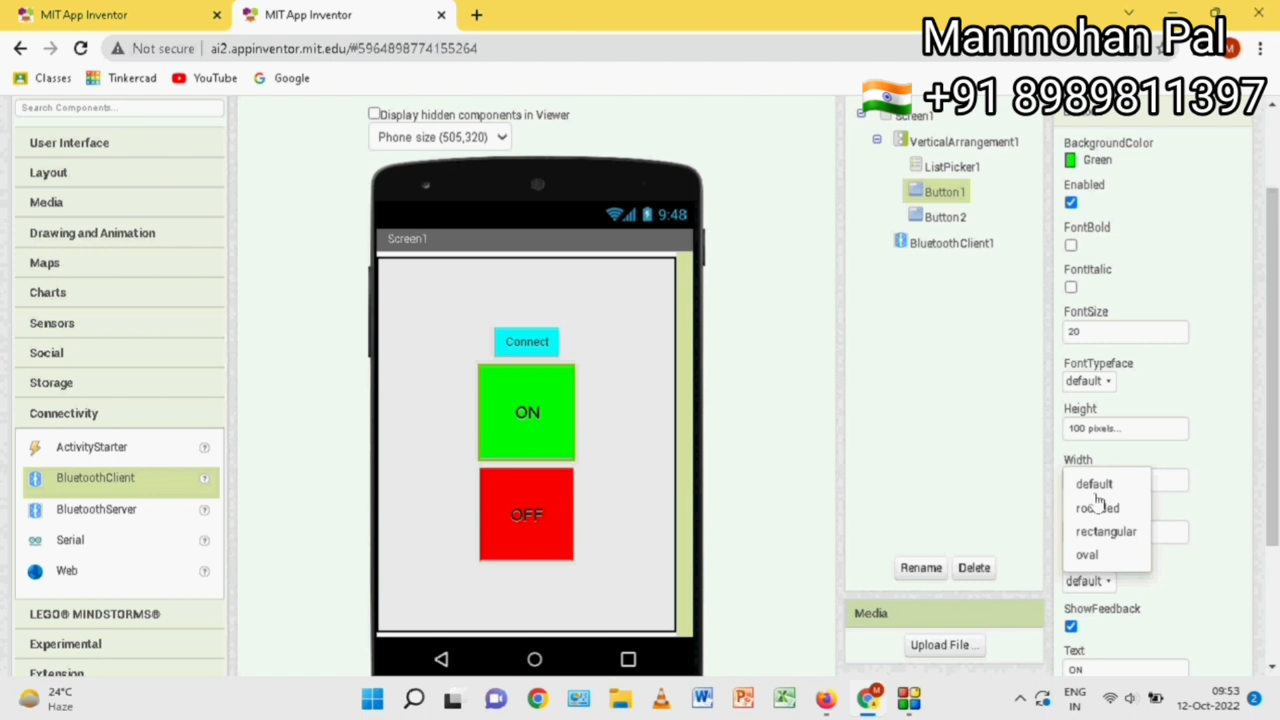 MIT App Inventor
MIT App Inventor
Manmohan Pal
Not secure
ai2.appinventor.mit.edu/#5964898774155264
+91 8989811397
Classes
Tinkercad
YouTube
Google
Search Components...
User Interface
Layout
Media
Drawing and Animation
Maps
Charts
Sensors
Social
Storage
Connectivity
ActivityStarter
BluetoothClient
BluetoothServer
Serial
Web
LEGO® MINDSTORMS®
Experimental
Extension
Display hidden components in Viewer
Phone size (505,320)
9:48
Screen1
Connect
ON
OFF
Screen1
VerticalArrangement1
ListPicker1
Button1
Button2
BluetoothClient1
Rename
Delete
Media
Upload File ...
BackgroundColor
Green
Enabled
FontBold
FontItalic
FontSize
20
FontTypeface
default
Height
100 pixels...
Width
default
rectangular
oval
default
ShowFeedback
Text
ON
24°C
Haze
ENG
IN
09:53
12-Oct-2022
2